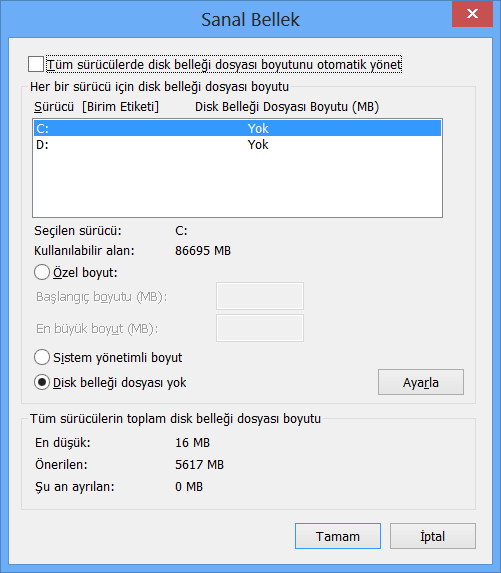 Sanal Bellek
Tüm sürücülerde disk belleği dosyası boyutunu otomatik yönet
Her bir sürücü için disk belleği dosyası boyutu
Sürücü [Birim Etiketi] Disk Belleği Dosyası Boyutu (MB)
C: Yok
D: Yok
Seçilen sürücü: C:
Kullanılabilir alan: 86695 MB
Özel boyut:
Başlangıç boyutu (MB):
En büyük boyut (MB):
Sistem yönetimli boyut
Disk belleği dosyası yok
Ayarla
Tüm sürücülerin toplam disk belleği dosyası boyutu
En düşük: 16 MB
Önerilen: 5617 MB
Şu an ayrılan: 0 MB
Tamam İptal